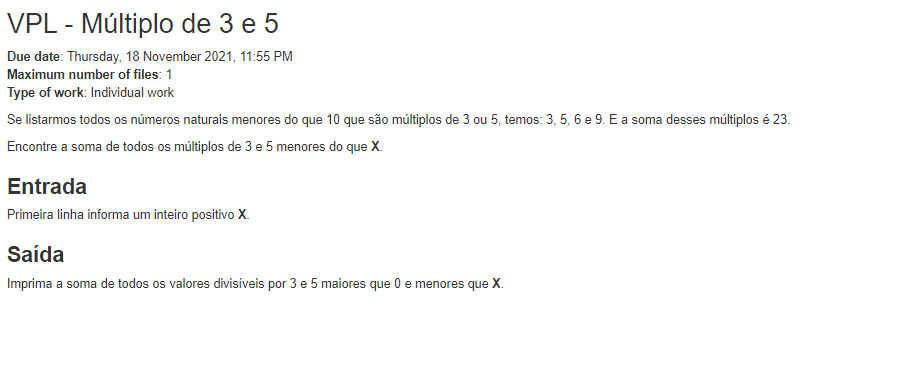 VPL - Múltiplo de 3 e 5
Due date: Thursday, 18 November 2021, 11:55 PM
Maximum number of files: 1
Type of work: Individual work
Se listarmos todos os números naturais menores do que 10 que são múltiplos de 3 ou 5, temos: 3, 5, 6 e 9. E a soma desses múltiplos é 23.
Encontre a soma de todos os múltiplos de 3 e 5 menores do que X.
Entrada
Primeira linha informa um inteiro positivo X.
Saída
Imprima a soma de todos os valores divisíveis por 3 e 5 maiores que 0 e menores que X.